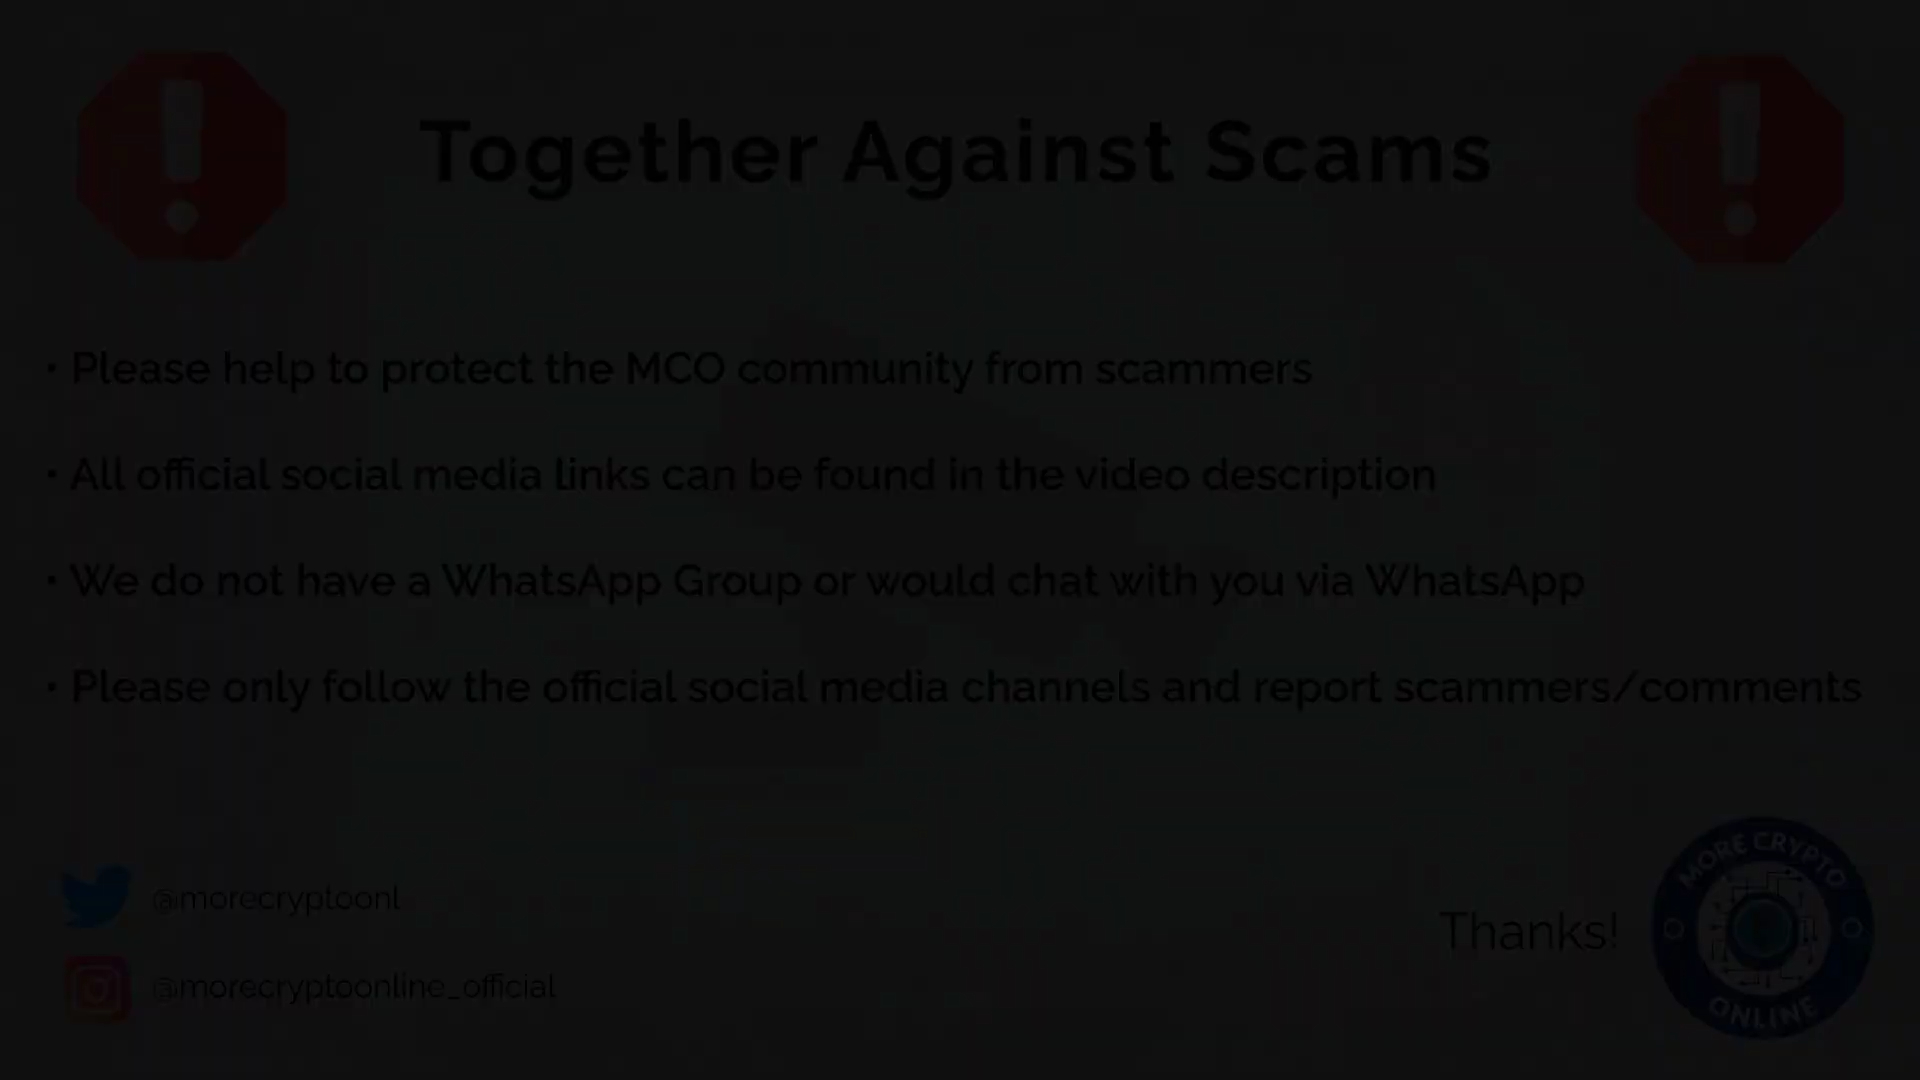 Together Against Scams
• Please help to protect the MCO community from scammers
• All official social media links can be found in the video description
• We do not have a WhatsApp Group or would chat with you via WhatsApp
• Please only follow the official social media channels and report scammers/comments
@morecryptoonl
@morecryptoonline_official
Thanks!
MORE CRYPTO
ONLINE